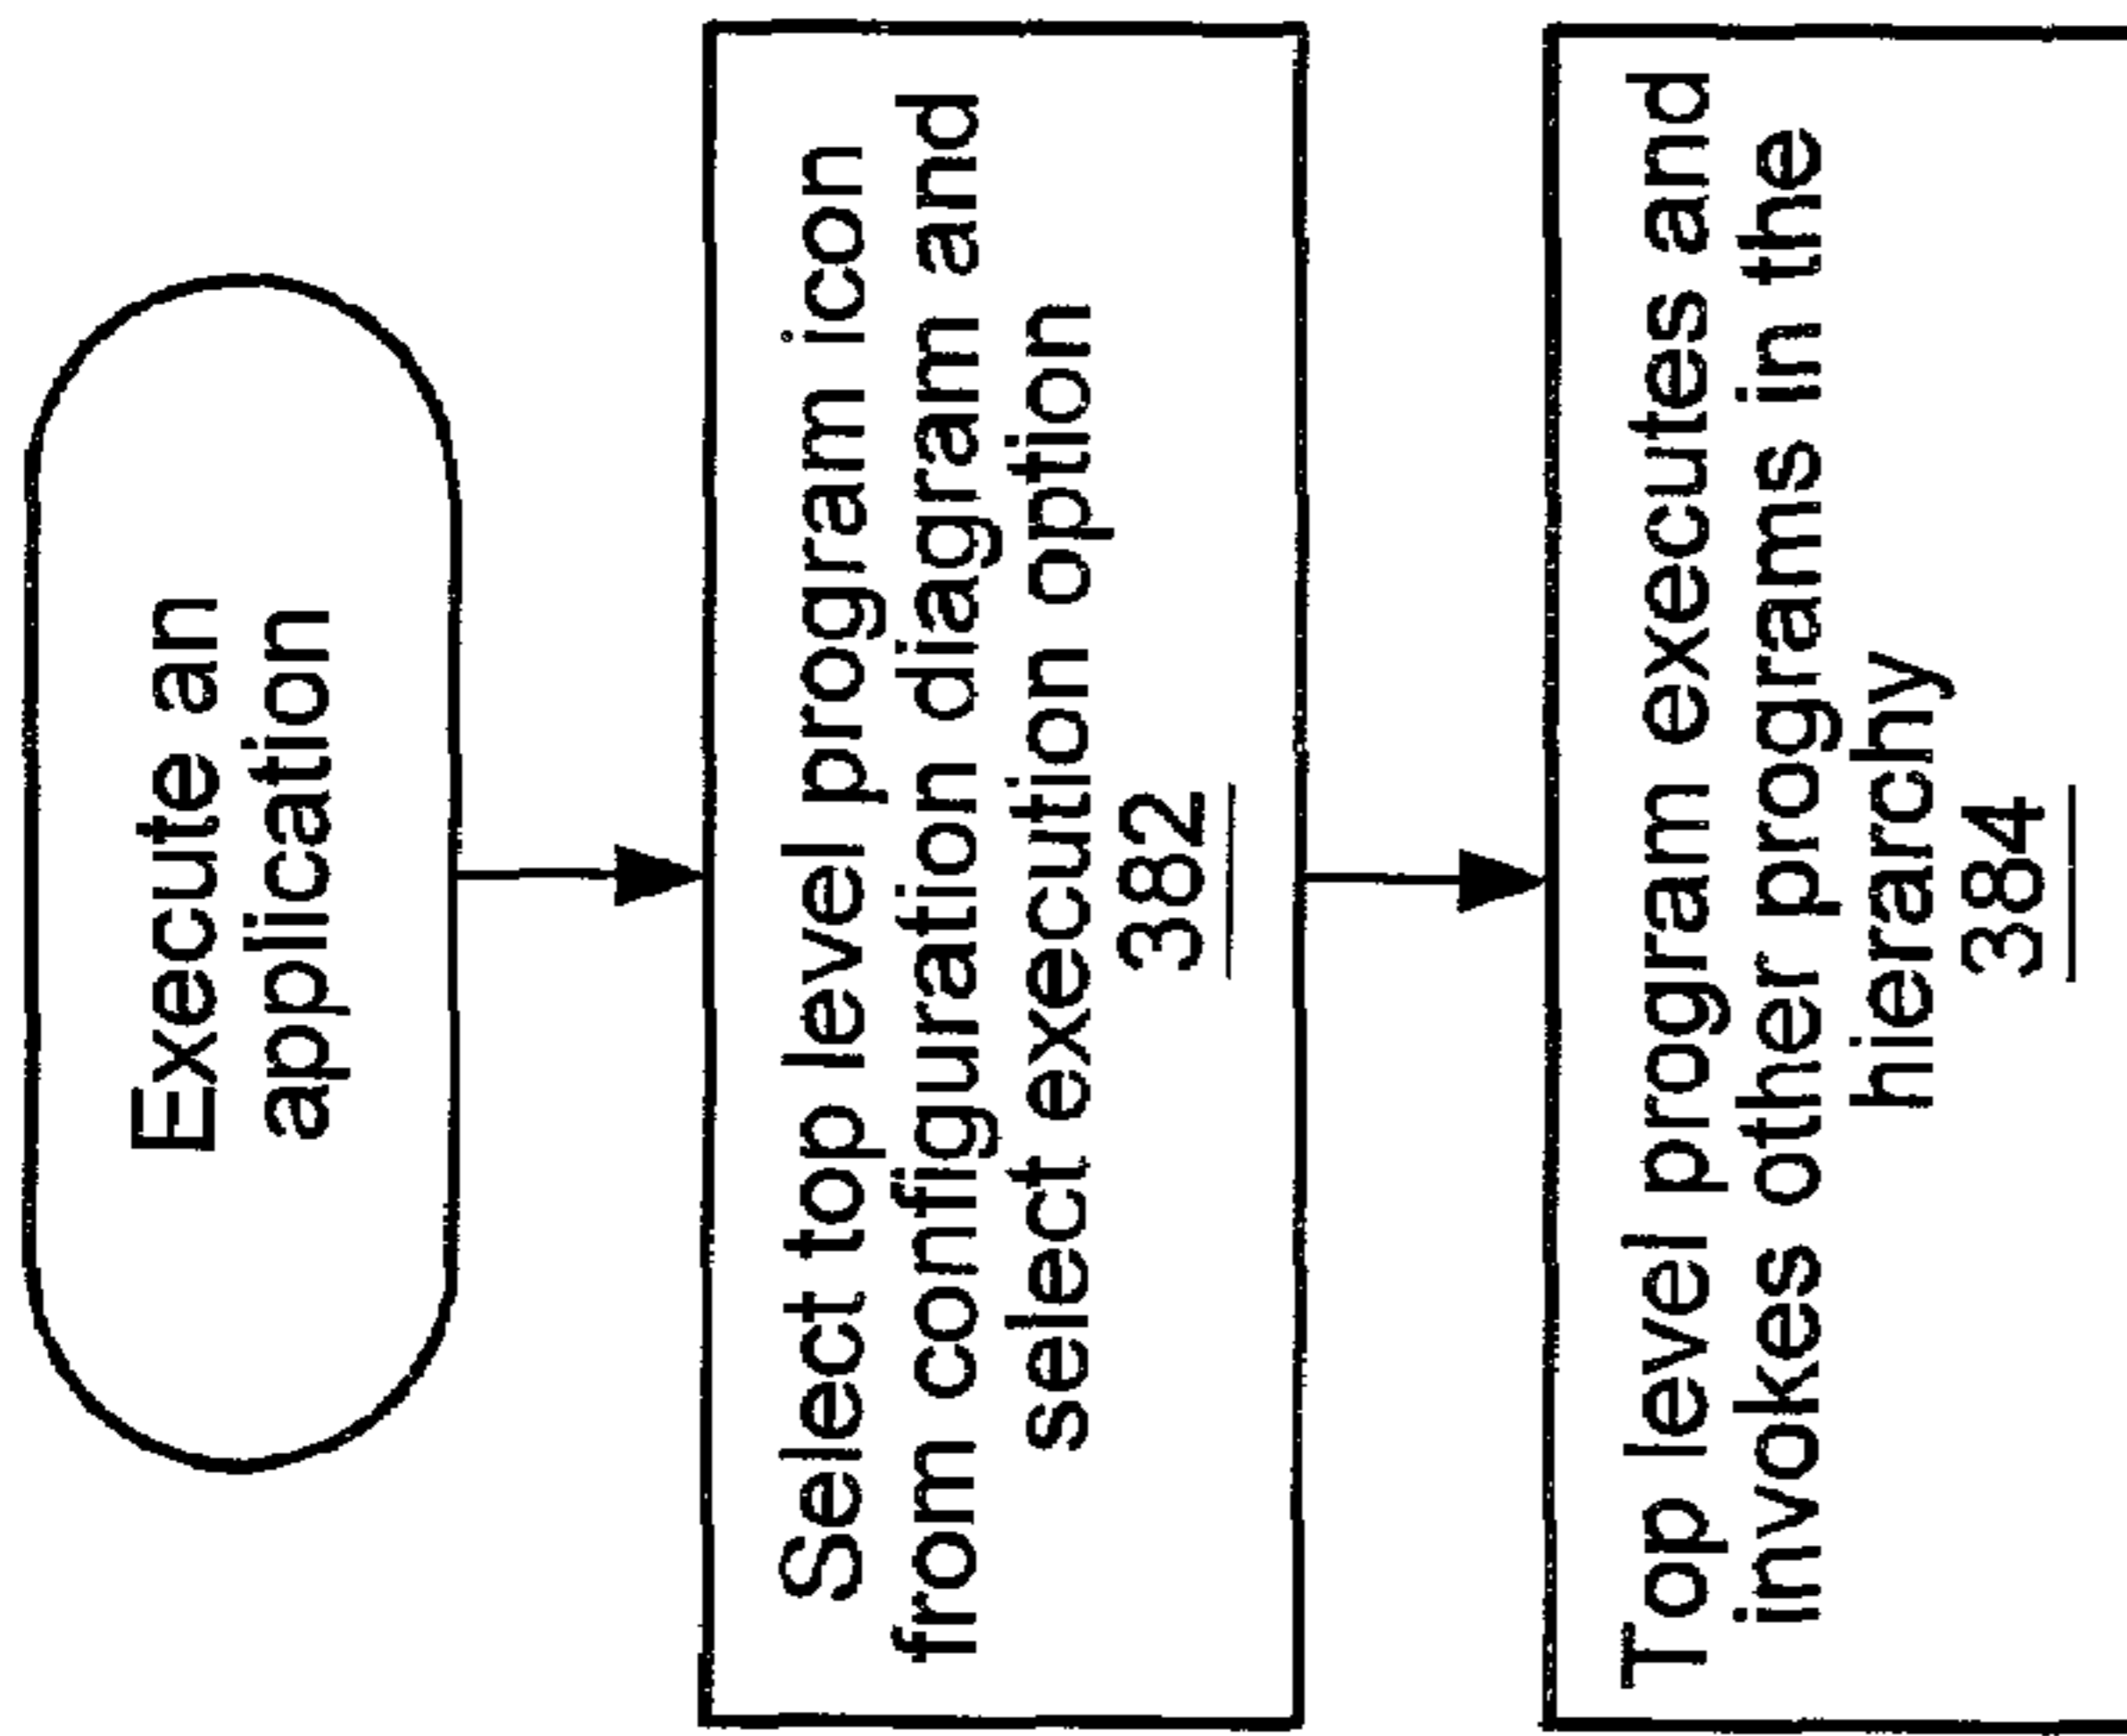 Execute an
application
Select top level program icon
from configuration diagram and
select execution option
382
Top level program executes and
invokes other programs in the
hierarchy
384